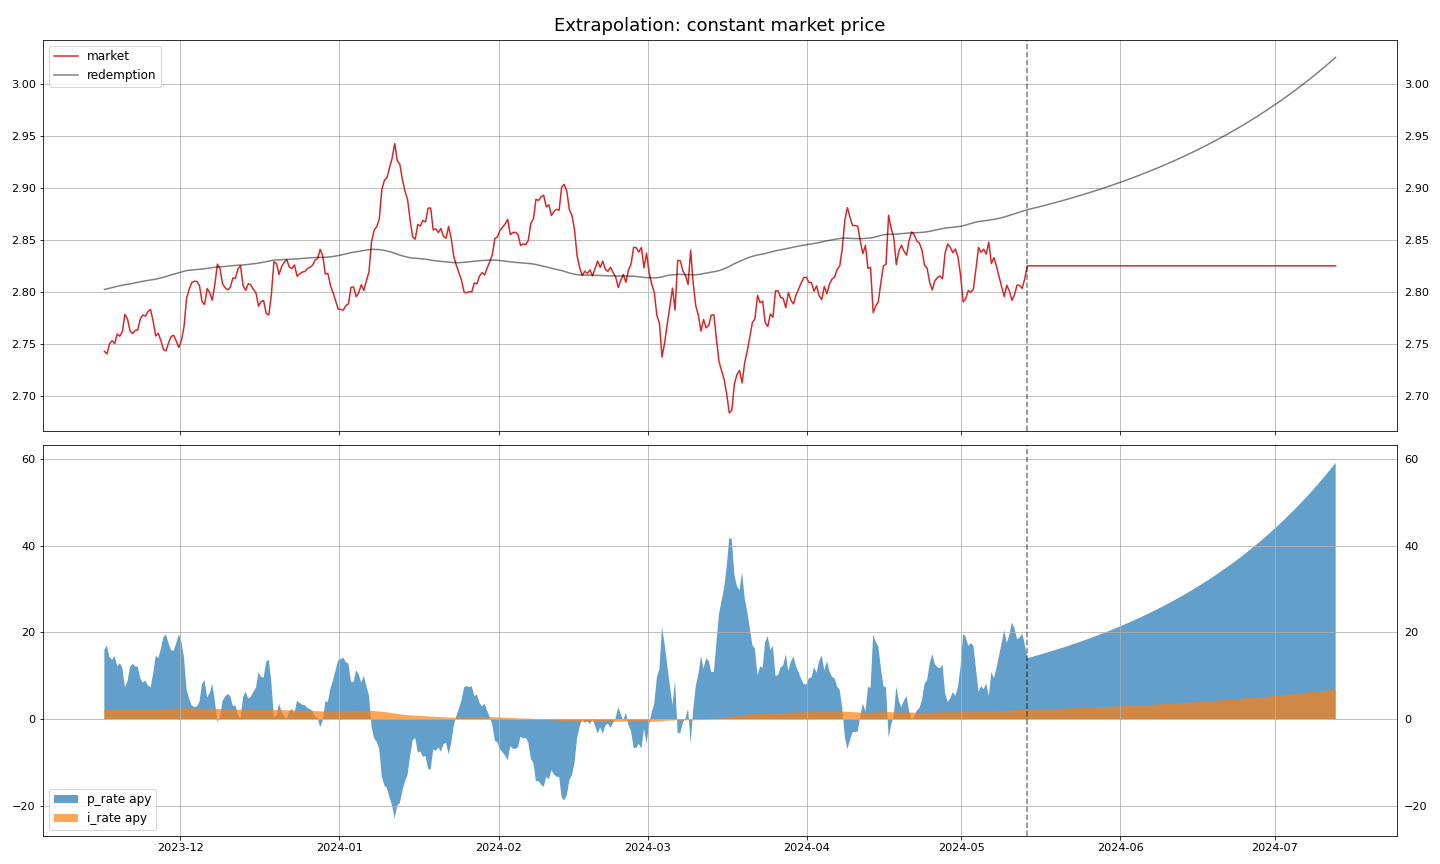 Extrapolation: constant market price
market
redemption
3.00 3.00
2.95 2.95
2.90 2.90
2.85 2.85
2.80 2.80
2.75 2.75
2.70 2.70
60 60
40 40
20 20
0 0
−20 −20
p_rate apy
i_rate apy
2023-12 2024-01 2024-02 2024-03 2024-04 2024-05 2024-06 2024-07